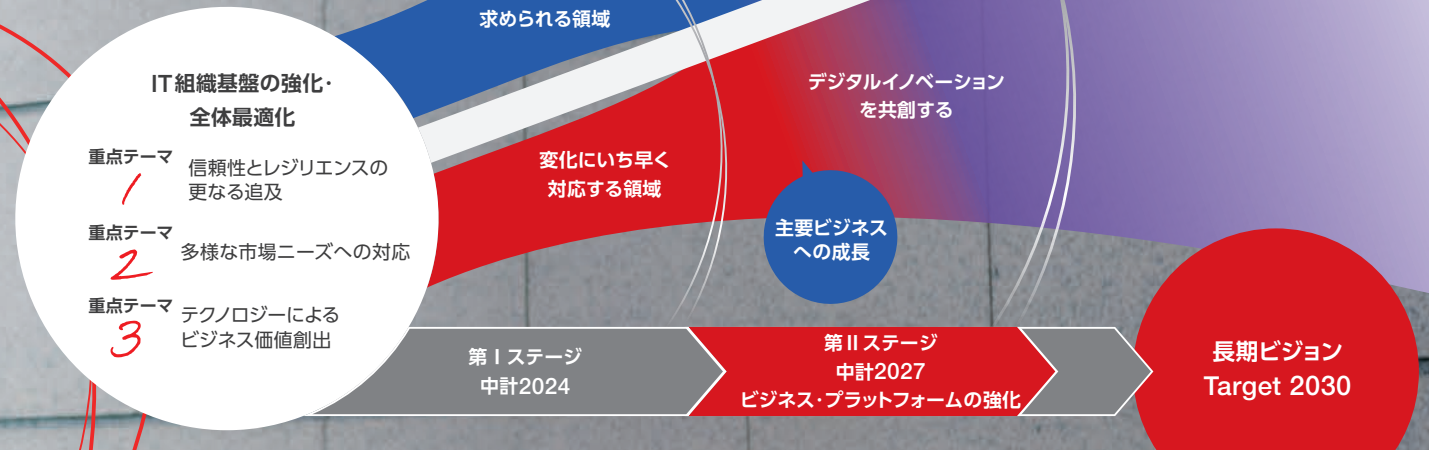 求められる領域
IT組織基盤の強化・
全体最適化
重点テーマ
1
信頼性とレジリエンスの
更なる追及
重点テーマ
2
多様な市場ニーズへの対応
重点テーマ
3
テクノロジーによる
ビジネス価値創出
変化にいち早く
対応する領域
デジタルイノベーション
を共創する
主要ビジネス
への成長
第Ⅰステージ
中計2024
第Ⅱステージ
中計2027
ビジネス・プラットフォームの強化
長期ビジョン
Target 2030